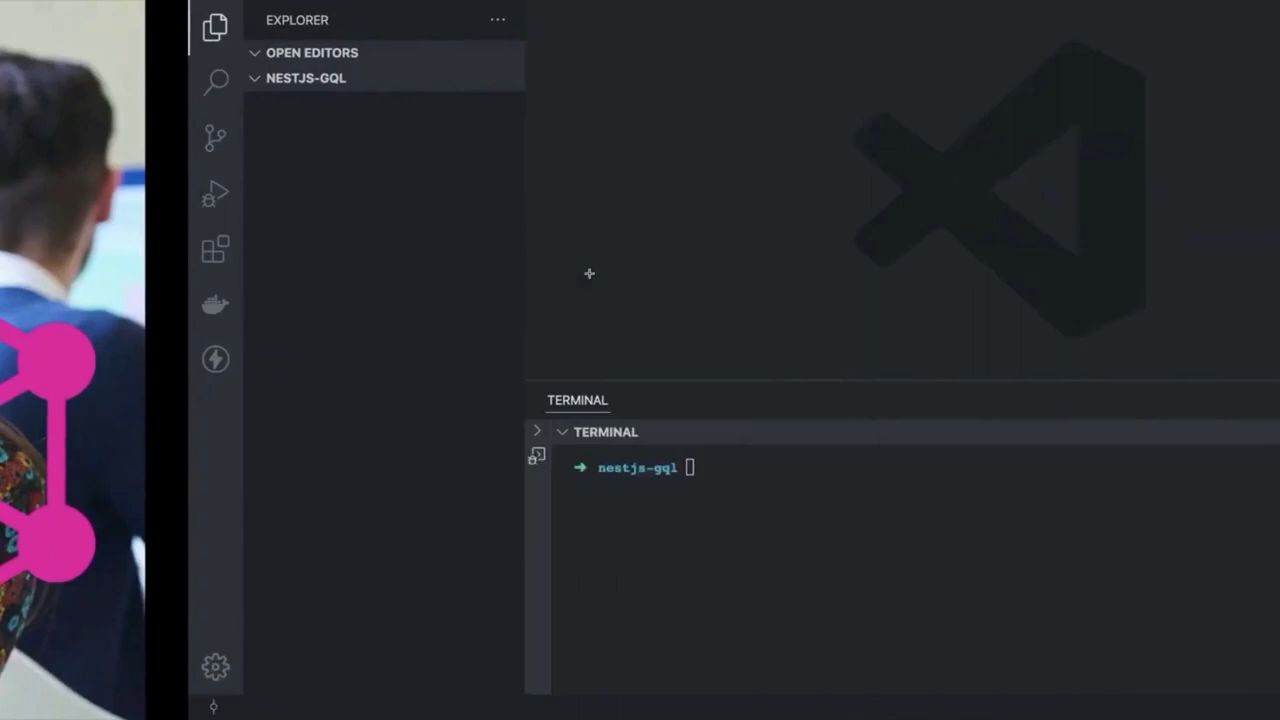 EXPLORER
OPEN EDITORS
NESTJS-GQL
TERMINAL
TERMINAL
nestjs-gql